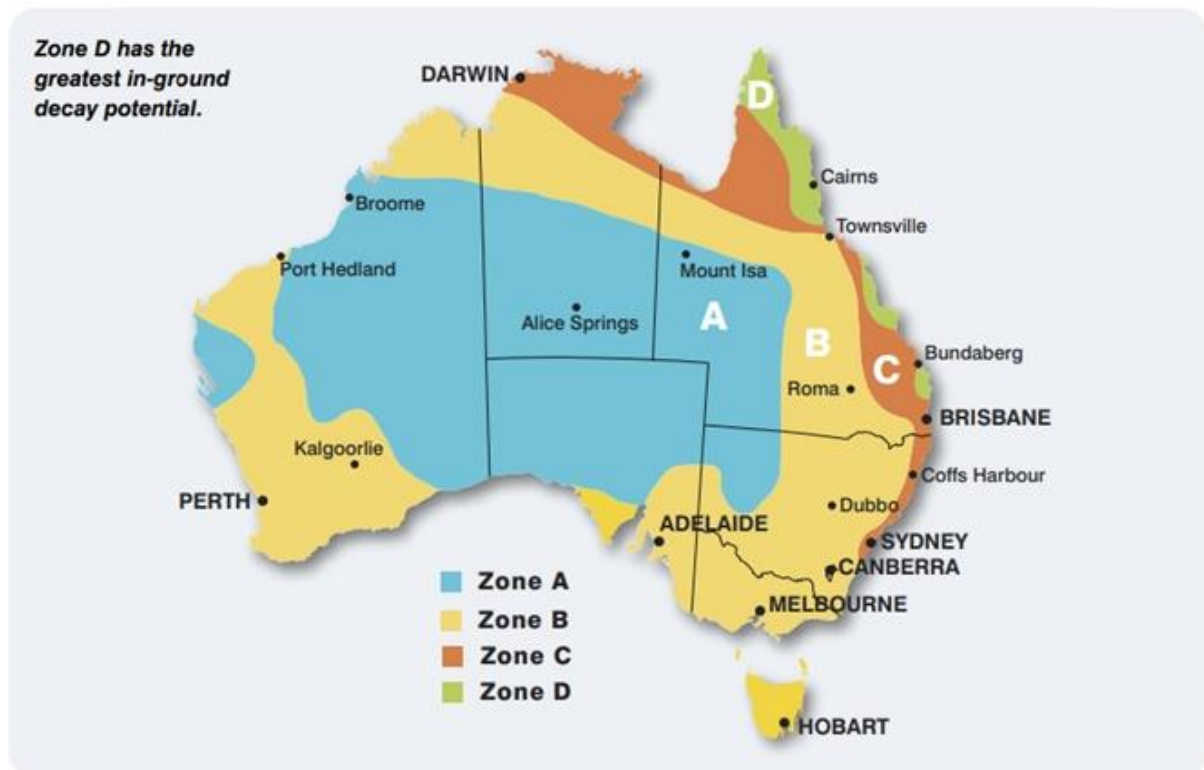 Zone D has the
greatest in-ground
decay potential.
DARWIN
D
Cairns
Broome
Townsville
Port Hedland
Mount Isa
Alice Springs
A
B
Bundaberg
C
Roma
BRISBANE
Kalgoorlie
Coffs Harbour
PERTH
Dubbo
ADELAIDE
SYDNEY
CANBERRA
MELBOURNE
Zone A
Zone B
Zone C
Zone D
HOBART